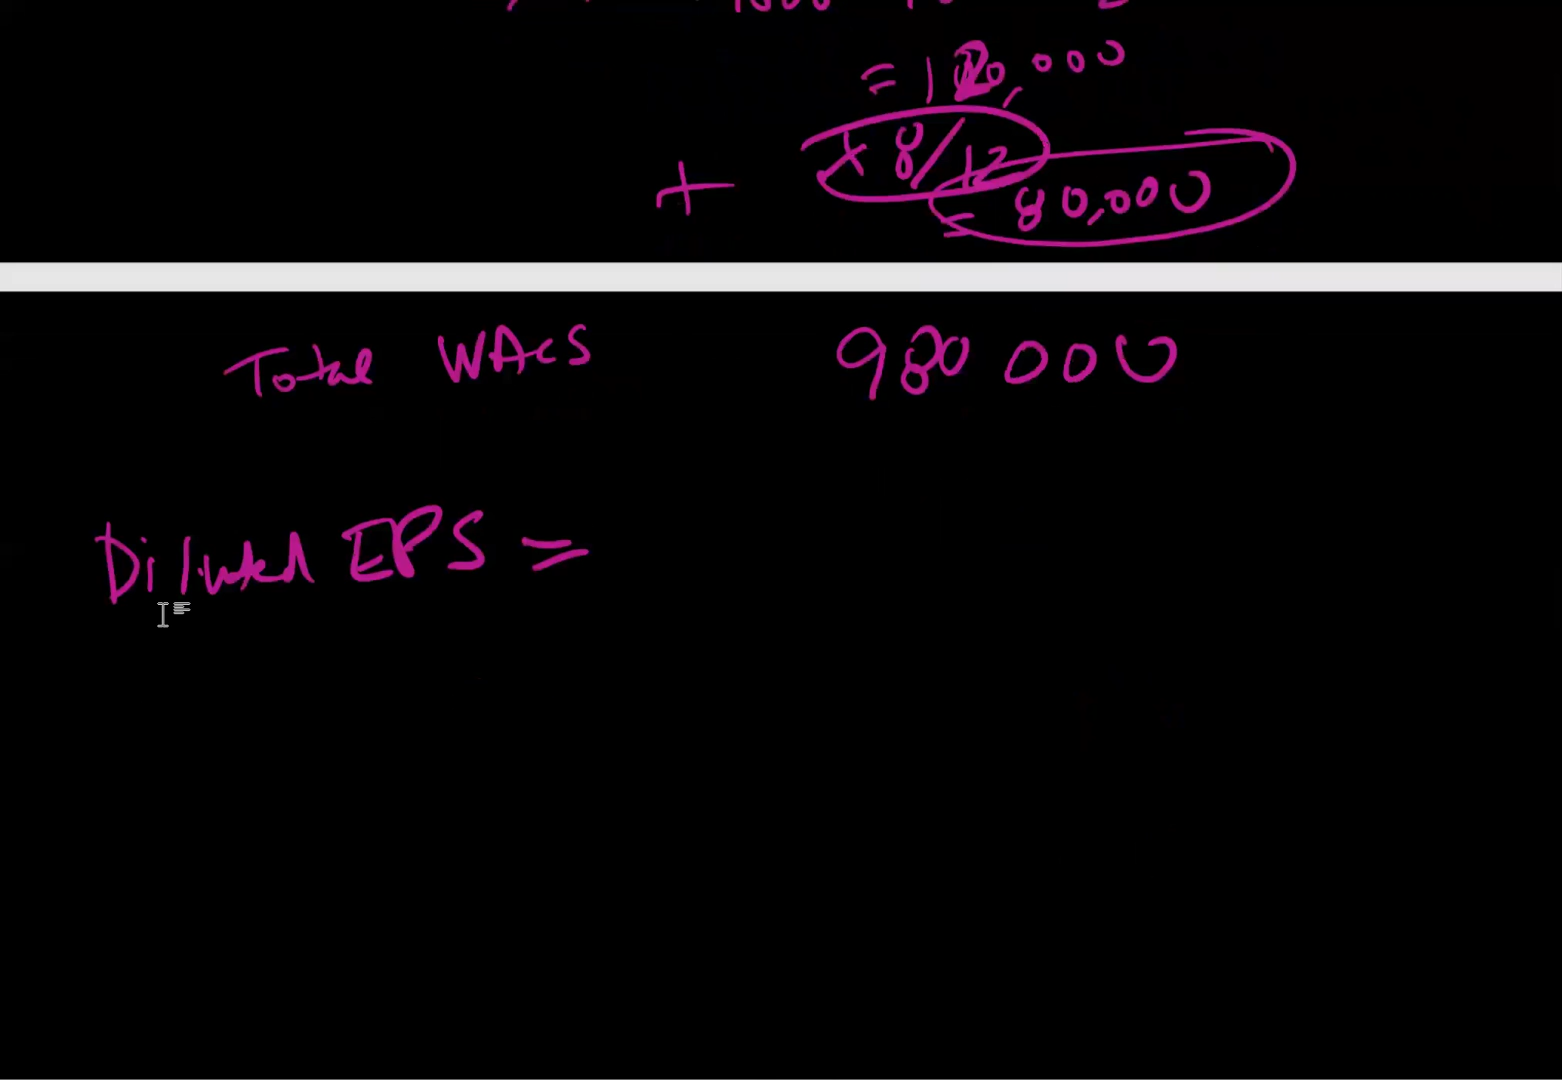 = 120,000
x 8/12
+ = 80,000
Total WACS 980 000
Diluted EPS =